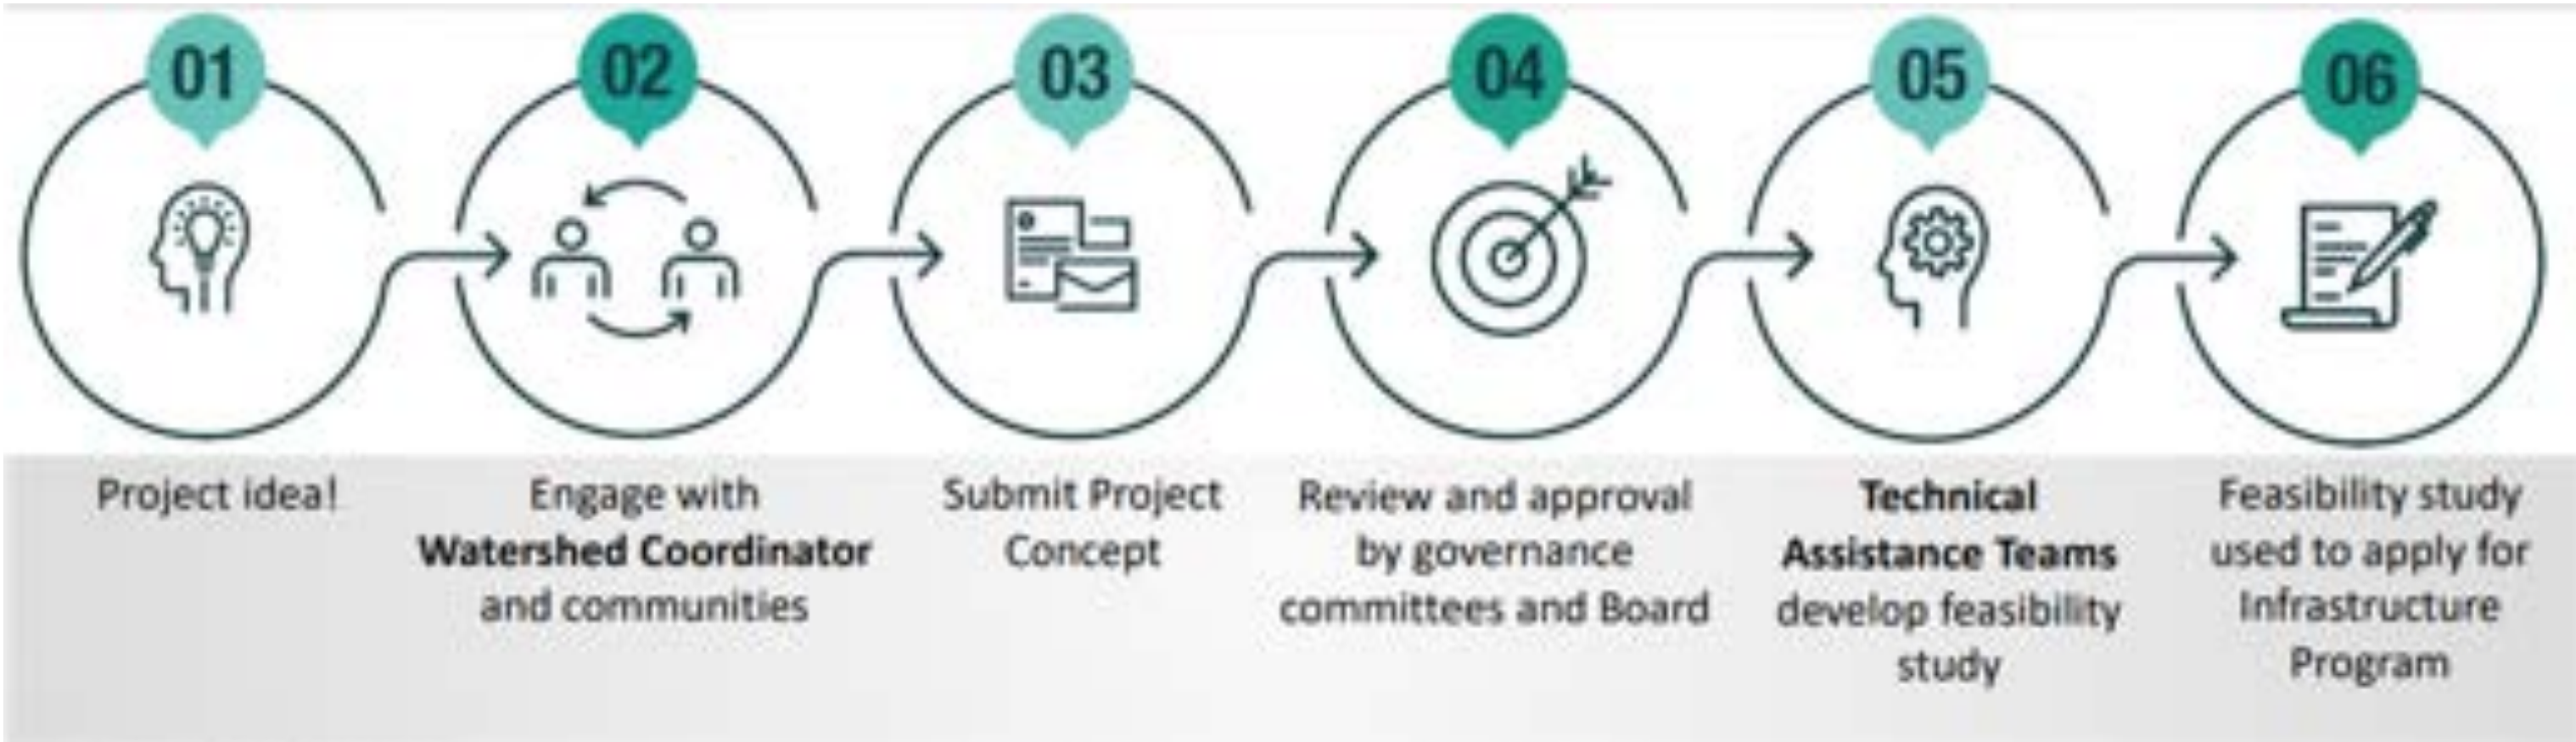 01
Project idea!
02
Engage with
Watershed Coordinator
and communities
03
Submit Project
Concept
04
Review and approval
by governance
committees and Board
05
Technical
Assistance Teams
develop feasibility
study
06
Feasibility study
used to apply for
Infrastructure
Program